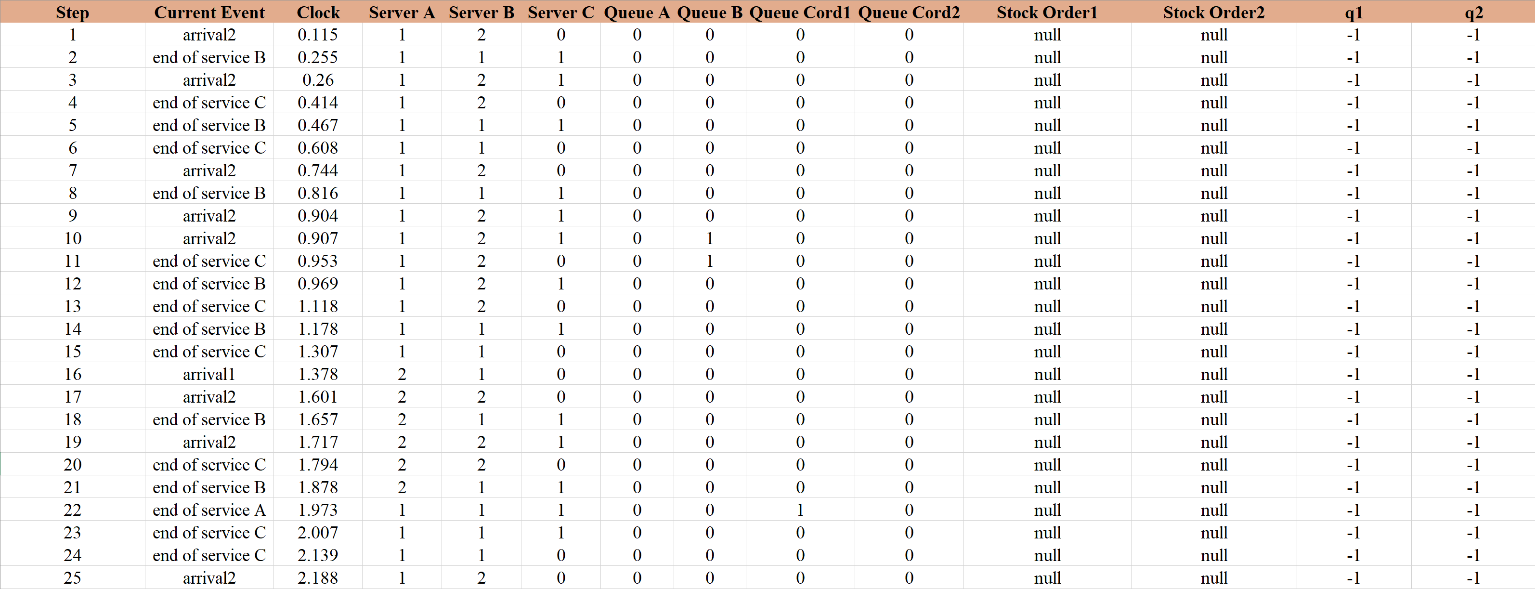 Step Current Event Clock Server A Server B Server C Queue A Queue B Queue Cord1 Queue Cord2 Stock Order1 Stock Order2 q1 q2
1 arrival2 0.115 1 2 0 0 0 0 0 null null -1 -1
2 end of service B 0.255 1 1 1 0 0 0 0 null null -1 -1
3 arrival2 0.26 1 2 1 0 0 0 0 null null -1 -1
4 end of service C 0.414 1 2 0 0 0 0 0 null null -1 -1
5 end of service B 0.467 1 1 1 0 0 0 0 null null -1 -1
6 end of service C 0.608 1 1 0 0 0 0 0 null null -1 -1
7 arrival2 0.744 1 2 0 0 0 0 0 null null -1 -1
8 end of service B 0.816 1 1 1 0 0 0 0 null null -1 -1
9 arrival2 0.904 1 2 1 0 0 0 0 null null -1 -1
10 arrival2 0.907 1 2 1 0 1 0 0 null null -1 -1
11 end of service C 0.953 1 2 0 0 1 0 0 null null -1 -1
12 end of service B 0.969 1 2 1 0 0 0 0 null null -1 -1
13 end of service C 1.118 1 2 0 0 0 0 0 null null -1 -1
14 end of service B 1.178 1 1 1 0 0 0 0 null null -1 -1
15 end of service C 1.307 1 1 0 0 0 0 0 null null -1 -1
16 arrival1 1.378 2 1 0 0 0 0 0 null null -1 -1
17 arrival2 1.601 2 2 0 0 0 0 0 null null -1 -1
18 end of service B 1.657 2 1 1 0 0 0 0 null null -1 -1
19 arrival2 1.717 2 2 1 0 0 0 0 null null -1 -1
20 end of service C 1.794 2 2 0 0 0 0 0 null null -1 -1
21 end of service B 1.878 2 1 1 0 0 0 0 null null -1 -1
22 end of service A 1.973 1 1 1 0 0 1 0 null null -1 -1
23 end of service C 2.007 1 1 1 0 0 0 0 null null -1 -1
24 end of service C 2.139 1 1 0 0 0 0 0 null null -1 -1
25 arrival2 2.188 1 2 0 0 0 0 0 null null -1 -1